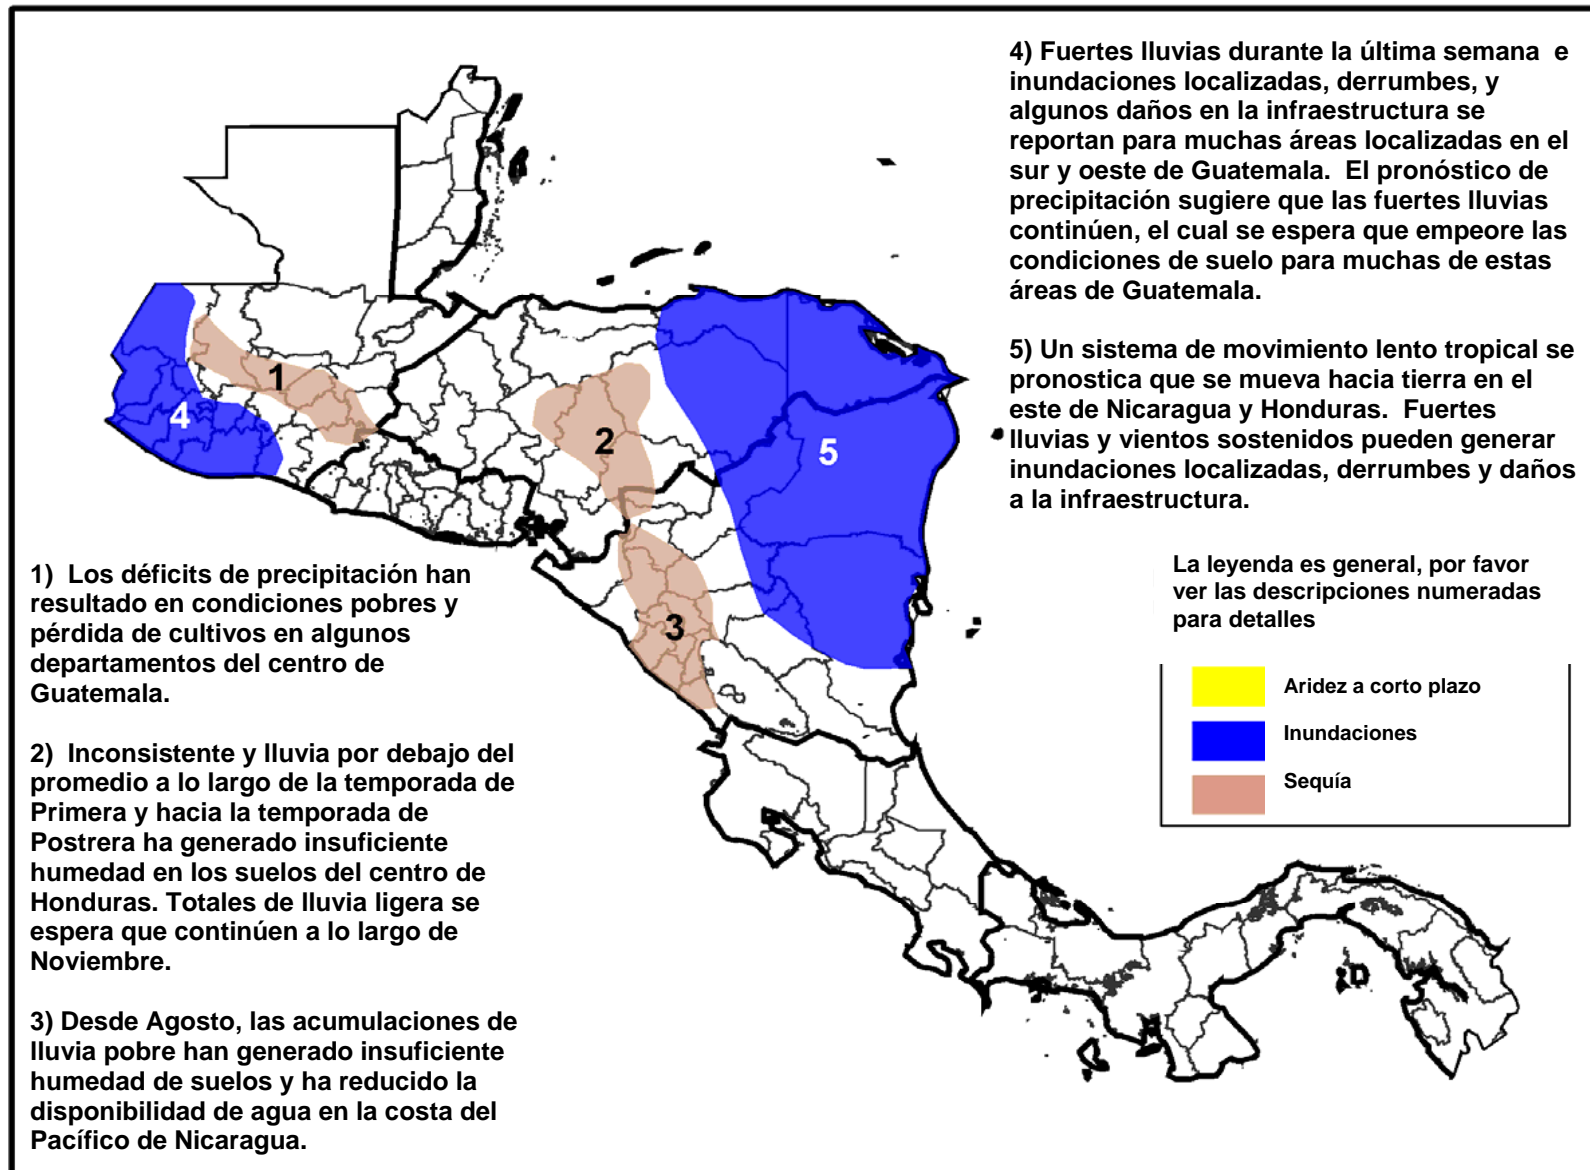 4) Fuertes lluvias durante la última semana  e
inundaciones localizadas, derrumbes, y
algunos daños en la infraestructura se
reportan para muchas áreas localizadas en el
sur y oeste de Guatemala.  El pronóstico de
precipitación sugiere que las fuertes lluvias
continúen, el cual se espera que empeore las
condiciones de suelo para muchas de estas
áreas de Guatemala.
5) Un sistema de movimiento lento tropical se
pronostica que se mueva hacia tierra en el
este de Nicaragua y Honduras.  Fuertes
lluvias y vientos sostenidos pueden generar
inundaciones localizadas, derrumbes y daños
a la infraestructura.
1
4
2
5
3
1)  Los déficits de precipitación han
resultado en condiciones pobres y
pérdida de cultivos en algunos
departamentos del centro de
Guatemala.
2)  Inconsistente y lluvia por debajo del
promedio a lo largo de la temporada de
Primera y hacia la temporada de
Postrera ha generado insuficiente
humedad en los suelos del centro de
Honduras. Totales de lluvia ligera se
espera que continúen a lo largo de
Noviembre.
3) Desde Agosto, las acumulaciones de
lluvia pobre han generado insuficiente
humedad de suelos y ha reducido la
disponibilidad de agua en la costa del
Pacífico de Nicaragua.
La leyenda es general, por favor
ver las descripciones numeradas
para detalles
Aridez a corto plazo
Inundaciones
Sequía